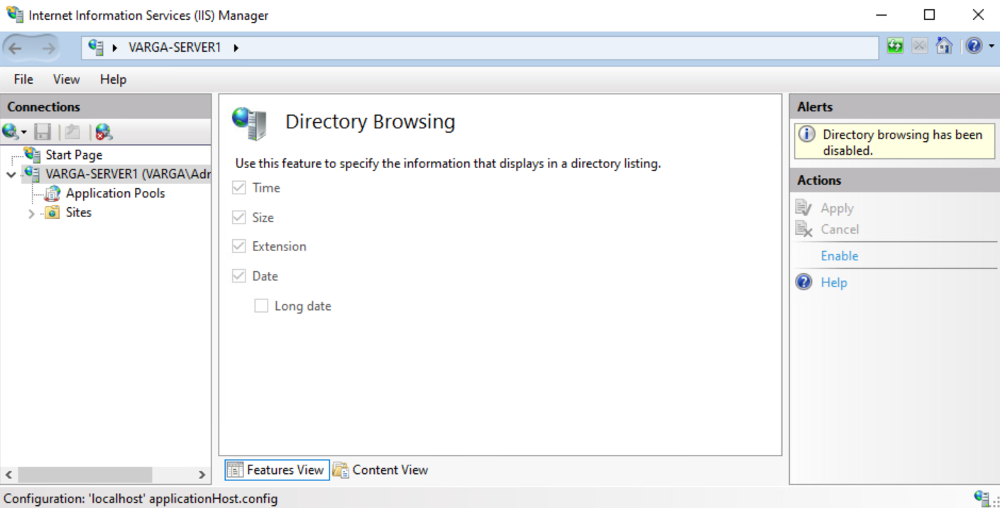 Internet Information Services (IIS) Manager
VARGA-SERVER1
File View Help
Connections
Start Page
VARGA-SERVER1 (VARGA\Adr
Application Pools
Sites
Directory Browsing
Use this feature to specify the information that displays in a directory listing.
Time
Size
Extension
Date
Long date
Features View
Content View
Alerts
Directory browsing has been
disabled.
Actions
Apply
Cancel
Enable
Help
Configuration: 'localhost' applicationHost.config